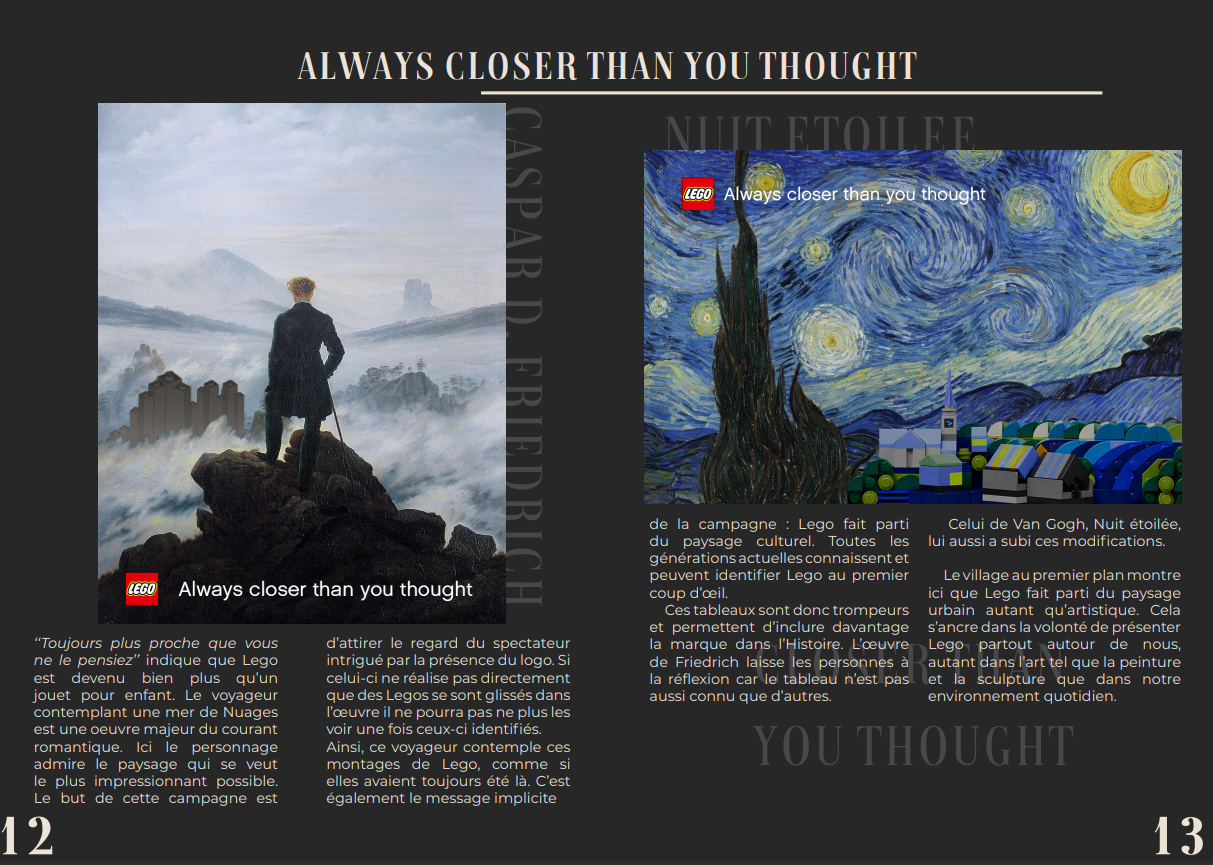 ALWAYS CLOSER THAN YOU THOUGHT
CASPAR D. FRIEDRICH
LEGO Always closer than you thought
“Toujours plus proche que vous
ne le pensiez” indique que Lego
est devenu bien plus qu’un
jouet pour enfant. Le voyageur
contemplant une mer de Nuages
est une oeuvre majeur du courant
romantique. Ici le personnage
admire le paysage qui se veut
le plus impressionnant possible.
Le but de cette campagne est
d’attirer le regard du spectateur
intrigué par la présence du logo. Si
celui-ci ne réalise pas directement
que des Legos se sont glissés dans
l’œuvre il ne pourra pas ne plus les
voir une fois ceux-ci identifiés.
Ainsi, ce voyageur contemple ces
montages de Lego, comme si
elles avaient toujours été là. C’est
également le message implicite
12
NUIT ETOILEE
LEGO Always closer than you thought
de la campagne : Lego fait parti
du paysage culturel. Toutes les
générations actuelles connaissent et
peuvent identifier Lego au premier
coup d’œil.
Ces tableaux sont donc trompeurs
et permettent d’inclure davantage
la marque dans l’Histoire. L’oeuvre
de Friedrich laisse les personnes à
la réflexion car le tableau n’est pas
aussi connu que d’autres.
Celui de Van Gogh, Nuit étoilée,
lui aussi a subi ces modifications.
Le village au premier plan montre
ici que Lego fait parti du paysage
urbain autant qu’artistique. Cela
s’ancre dans la volonté de présenter
Lego partout autour de nous,
autant dans l’art tel que la peinture
et la sculpture que dans notre
environnement quotidien.
CLOSER THAN
YOU THOUGHT
13